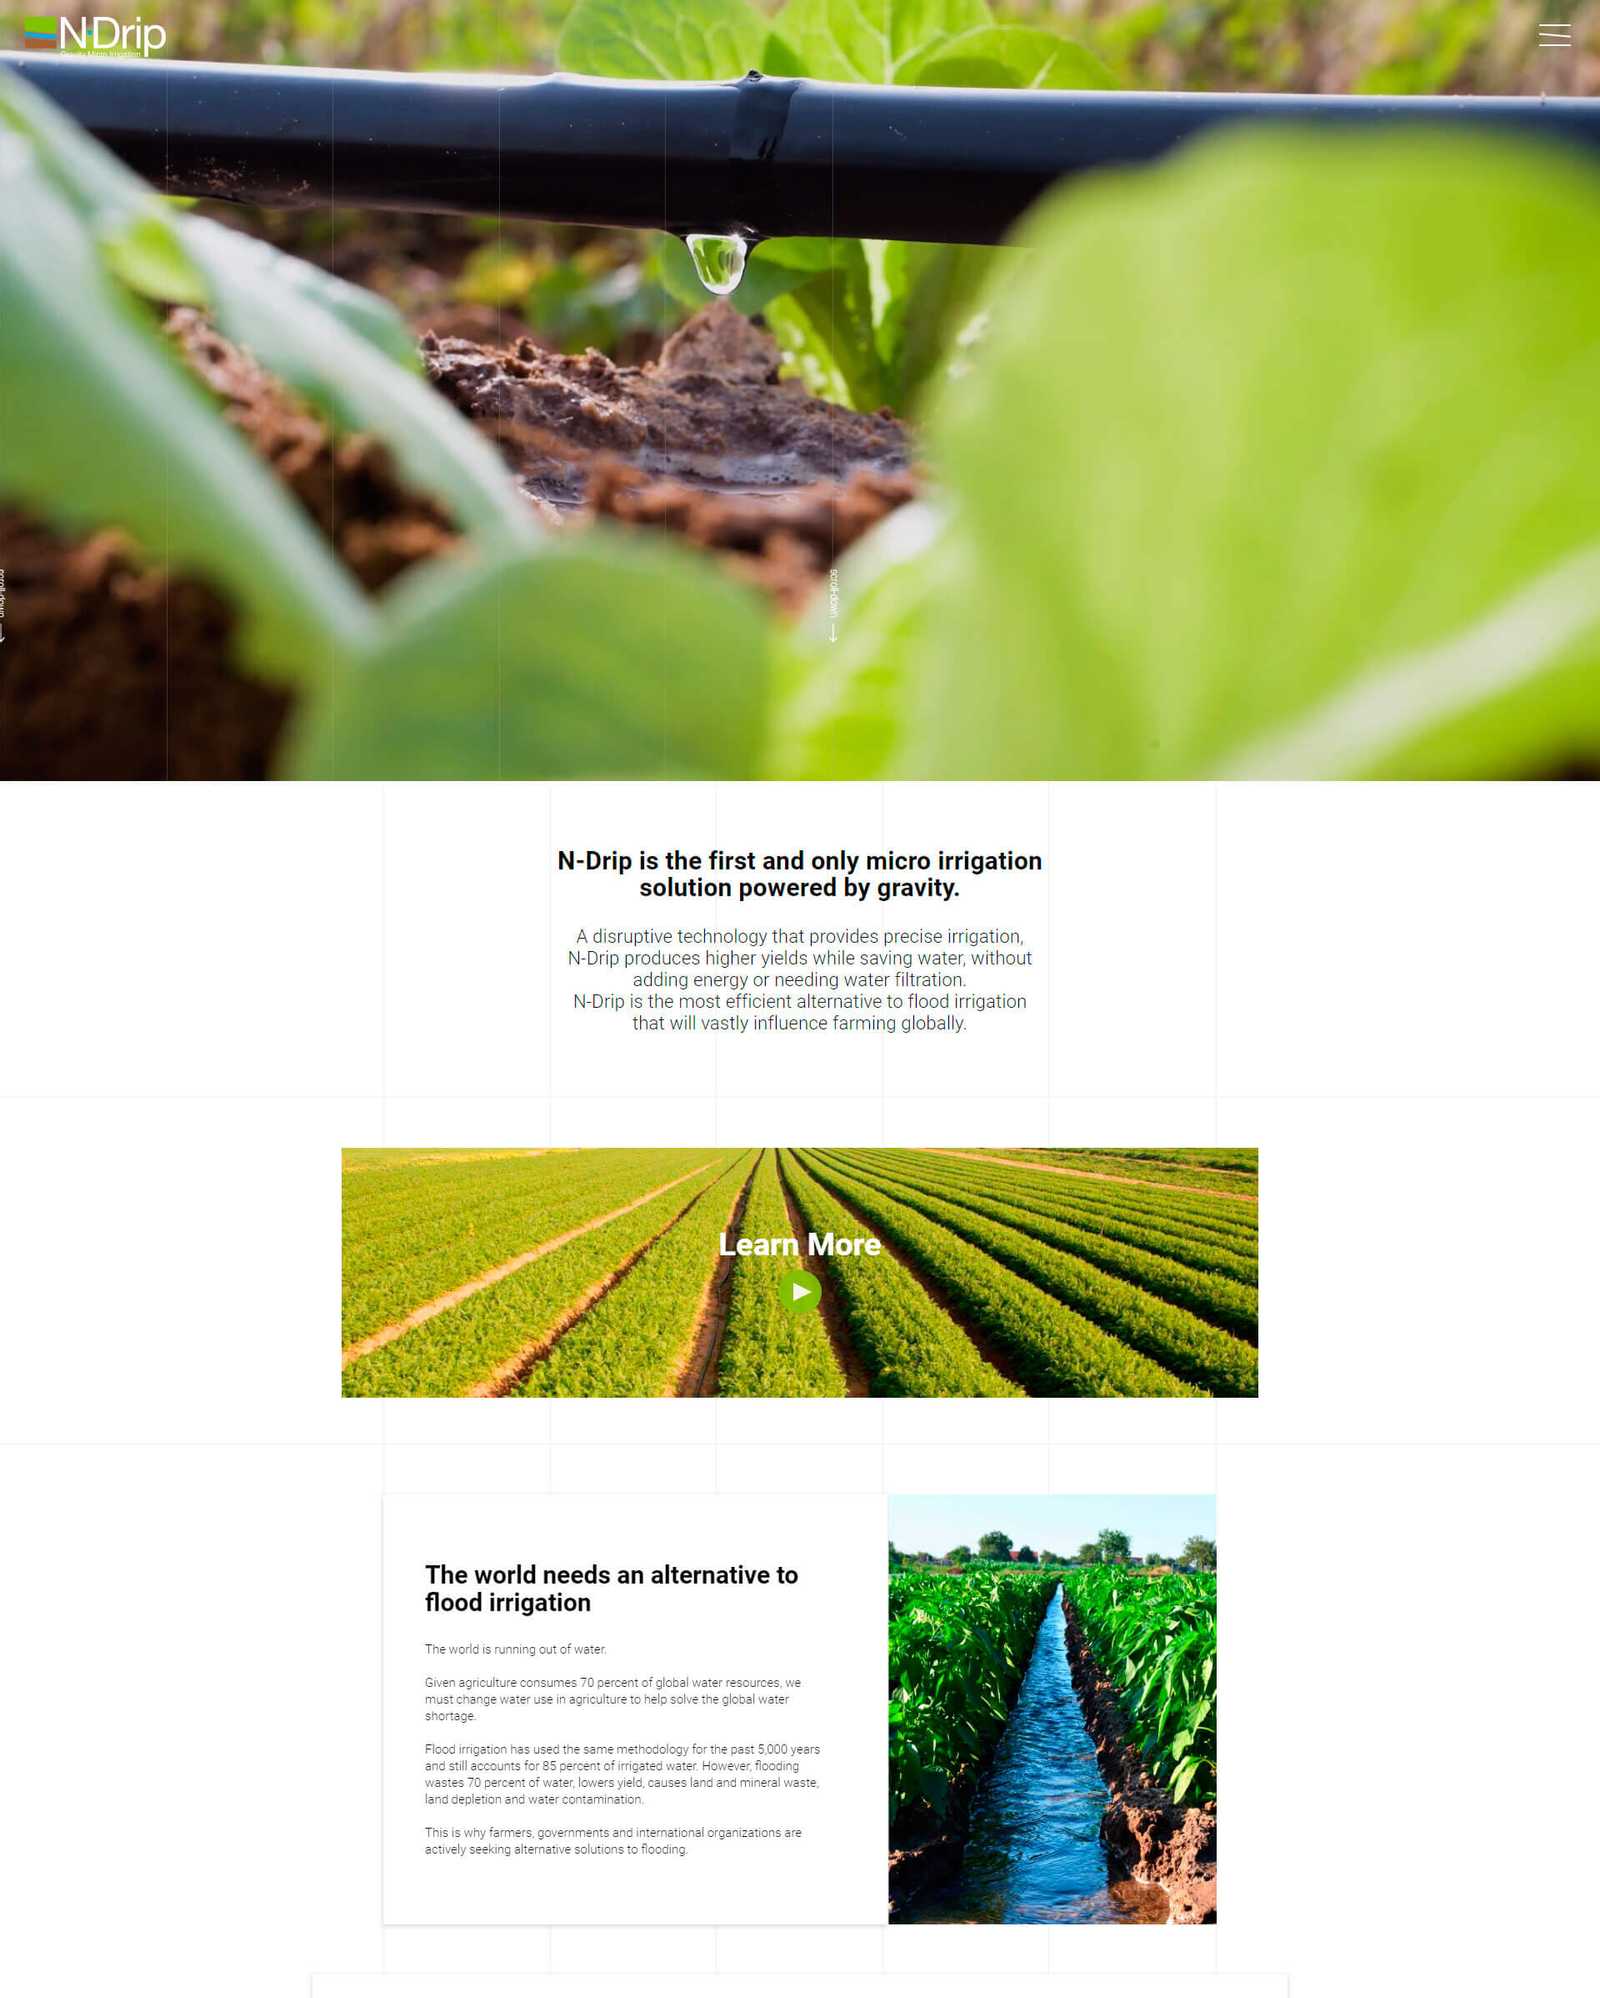 N-Drip
Gravity Micro Irrigation
scroll-down
scroll-down
N-Drip is the first and only micro irrigation
solution powered by gravity.
A disruptive technology that provides precise irrigation,
N-Drip produces higher yields while saving water, without
adding energy or needing water filtration.
N-Drip is the most efficient alternative to flood irrigation
that will vastly influence farming globally.
Learn More
The world needs an alternative to
flood irrigation
The world is running out of water.
Given agriculture consumes 70 percent of global water resources, we
must change water use in agriculture to help solve the global water
shortage.
Flood irrigation has used the same methodology for the past 5,000 years
and still accounts for 85 percent of irrigated water. However, flooding
wastes 70 percent of water, lowers yield, causes land and mineral waste,
land depletion and water contamination.
This is why farmers, governments and international organizations are
actively seeking alternative solutions to flooding.